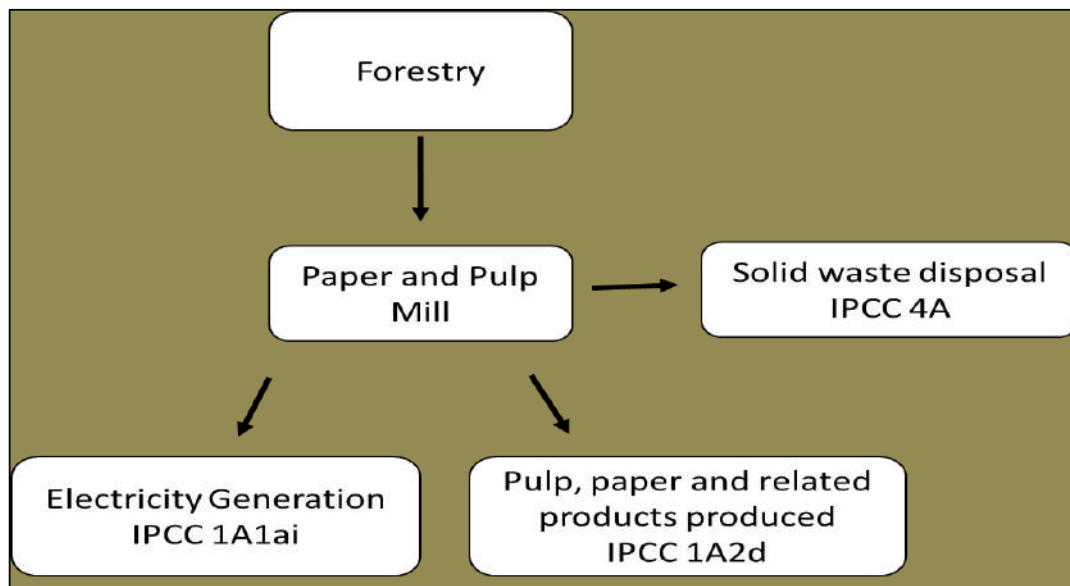 Forestry
Paper and Pulp
Mill
Solid waste disposal
IPCC 4A
Electricity Generation
IPCC 1A1ai
Pulp, paper and related
products produced
IPCC 1A2d